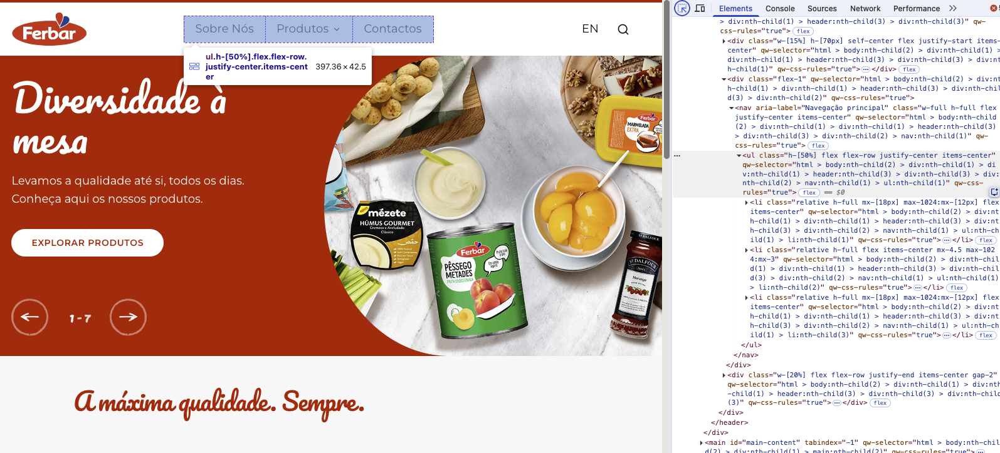 Ferbar
Sobre Nós
Produtos
Contactos
EN
ul.h-[50%].flex.flex-row.
justify-center.items-cent
er
397.36 × 42.5
Diversidade à
mesa
Levamos a qualidade até si, todos os dias.
Conheça aqui os nossos produtos.
EXPLORAR PRODUTOS
1 - 7
Ferbar
MARMELADA
EXTRA
NOVO
mézete
HÚMUS GOURMET
Cremoso e Aveludado
Clássico
Ferbar
PÊSSEGO
METADES
FRUTA SELECCIONADA
ST DALFOUR
ST DALFOUR
Morango
A máxima qualidade. Sempre.
Elements
Console
Sources
Network
Performance
> div:nth-child(1) > header:nth-child(3) > div:nth-child(3)" qw-
css-rules="true"> flex
<div class="w-[15%] h-[70px] self-center flex justify-start items-
center" qw-selector="html > body:nth-child(2) > div:nth-child(1) >
div:nth-child(1) > header:nth-child(3) > div:nth-child(3) > div:nt
h-child(1)" qw-css-rules="true"> ⋯ </div> flex
<div class="flex-1" qw-selector="html > body:nth-child(2) > div:nt
h-child(1) > div:nth-child(1) > header:nth-child(3) > div:nth-chil
d(3) > div:nth-child(2)" qw-css-rules="true">
<nav aria-label="Navegação principal" class="w-full h-full flex
justify-center items-center" qw-selector="html > body:nth-child
(2) > div:nth-child(1) > div:nth-child(1) > header:nth-child(3)
> div:nth-child(3) > div:nth-child(2) > nav:nth-child(1)" qw-
css-rules="true"> flex
<ul class="h-[50%] flex flex-row justify-center items-center"
qw-selector="html > body:nth-child(2) > div:nth-child(1) > di
v:nth-child(1) > header:nth-child(3) > div:nth-child(3) > div:
nth-child(2) > nav:nth-child(1) > ul:nth-child(1)" qw-css-
rules="true"> flex == $0
<li class="relative h-full mx-[18px] max-1024:mx-[12px] flex
items-center" qw-selector="html > body:nth-child(2) > div:nt
h-child(1) > div:nth-child(1) > header:nth-child(3) > div:nt
h-child(3) > div:nth-child(2) > nav:nth-child(1) > ul:nth-ch
ild(1) > li:nth-child(1)" qw-css-rules="true"> ⋯ </li> flex
<li class="relative h-full flex items-center mx-4.5 max-102
4:mx-3" qw-selector="html > body:nth-child(2) > div:nth-chil
d(1) > div:nth-child(1) > header:nth-child(3) > div:nth-chil
d(3) > div:nth-child(2) > nav:nth-child(1) > ul:nth-child(1)
> li:nth-child(2)" qw-css-rules="true"> ⋯ </li> flex
<li class="relative h-full mx-[18px] max-1024:mx-[12px] flex
items-center" qw-selector="html > body:nth-child(2) > div:nt
h-child(1) > div:nth-child(1) > header:nth-child(3) > div:nt
h-child(3) > div:nth-child(2) > nav:nth-child(1) > ul:nth-ch
ild(1) > li:nth-child(3)" qw-css-rules="true"> ⋯ </li> flex
</ul>
</nav>
</div>
<div class="w-[20%] flex flex-row justify-end items-center gap-2"
qw-selector="html > body:nth-child(2) > div:nth-child(1) > div:nth
-child(1) > header:nth-child(3) > div:nth-child(3) > div:nth-child
(3)" qw-css-rules="true"> ⋯ </div> flex
</div>
</header>
</div>
<main id="main-content" tabindex="-1" qw-selector="html > body:nth-chil
d(2) > div:nth-child(1) > main:nth-child(2)" qw-css-rules="true"> ⋯